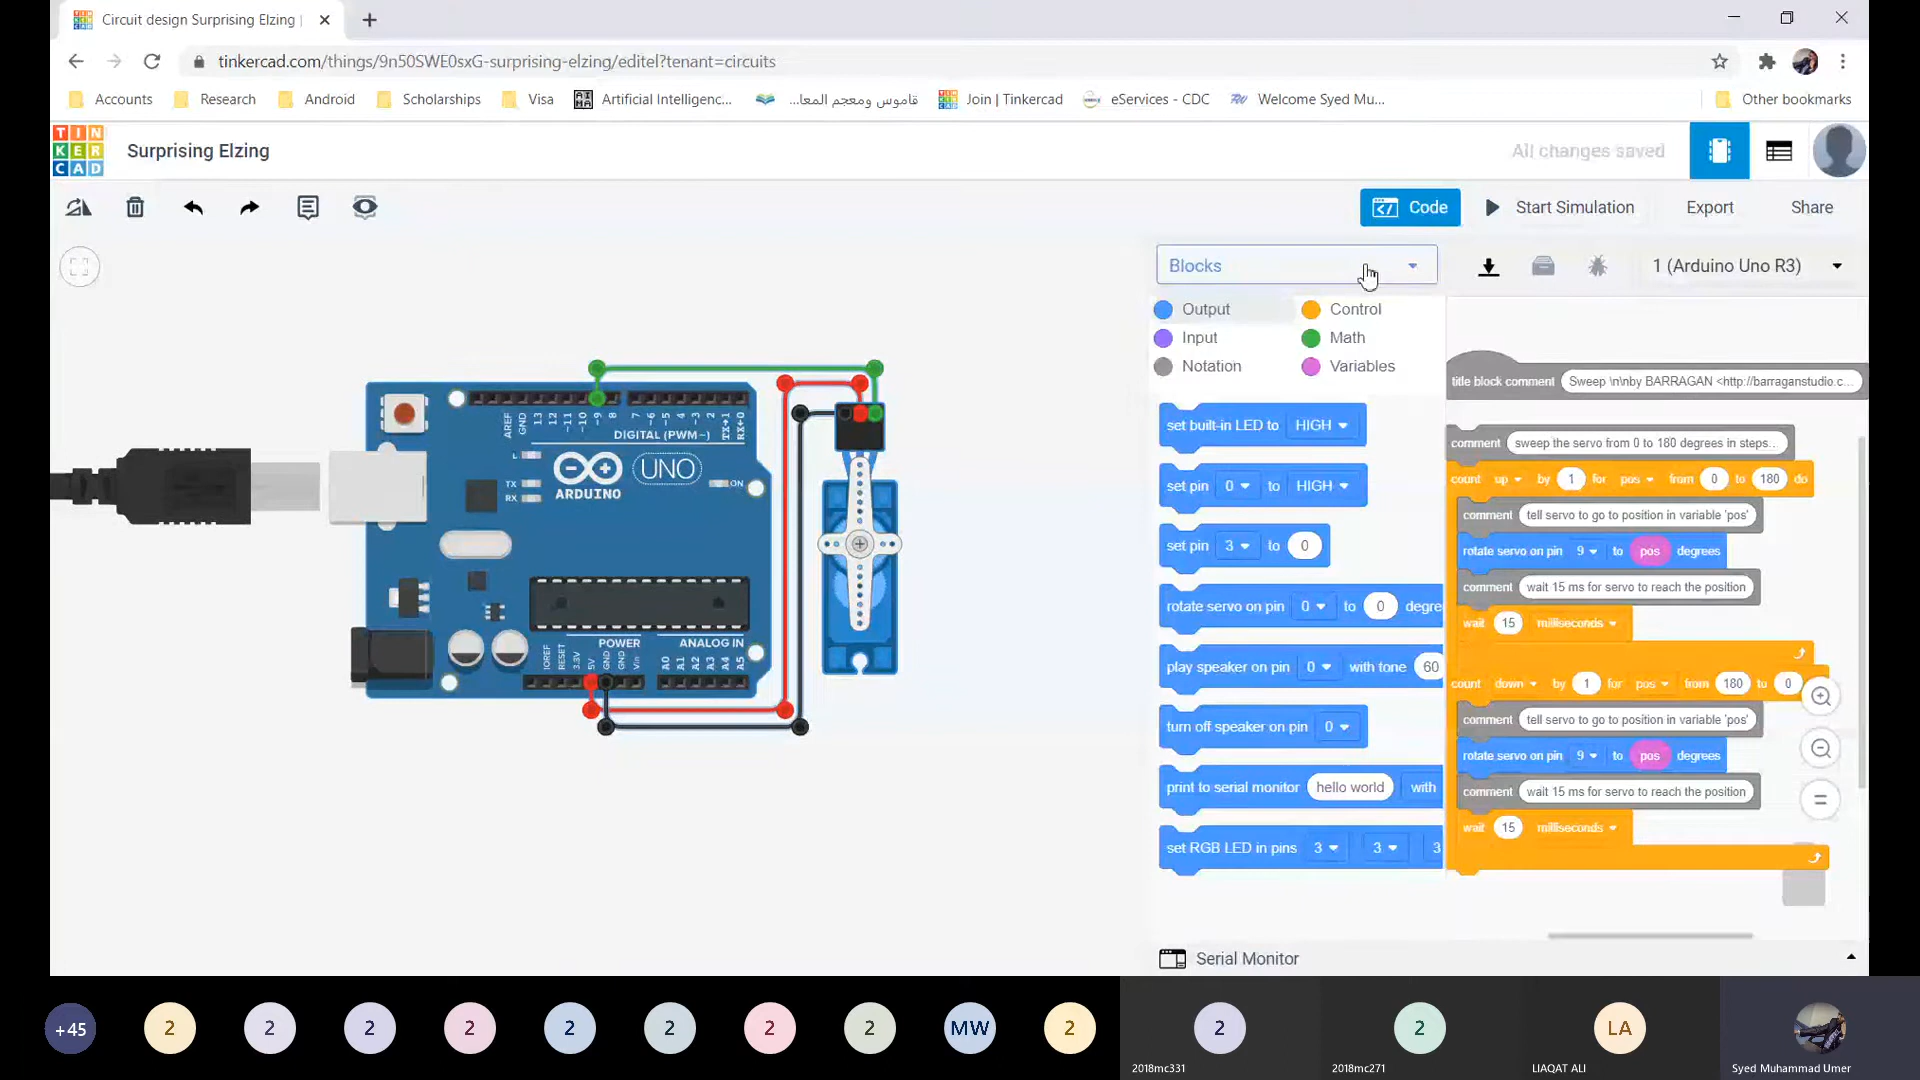 Circuit design Surprising Elzing |
tinkercad.com/things/9n50SWE0sxG-surprising-elzing/editel?tenant=circuits
Accounts
Research
Android
Scholarships
Visa
Artificial Intelligenc...
قاموس ومعجم المعا...
Join | Tinkercad
eServices - CDC
Welcome Syed Mu...
Other bookmarks
TIN
KER
CAD
Surprising Elzing
All changes saved
Code
Start Simulation
Export
Share
Blocks
1 (Arduino Uno R3)
Output
Control
Input
Math
Notation
Variables
set built-in LED to HIGH
set pin 0 to HIGH
set pin 3 to 0
rotate servo on pin 0 to 0 degre
play speaker on pin 0 with tone 60
turn off speaker on pin 0
print to serial monitor hello world with
set RGB LED in pins 3 3 3
title block comment Sweep \n\nby BARRAGAN <http://barraganstudio.c...
comment sweep the servo from 0 to 180 degrees in steps..
count up by 1 for pos from 0 to 180 do
comment tell servo to go to position in variable 'pos'
rotate servo on pin 9 to pos degrees
comment wait 15 ms for servo to reach the position
wait 15 milliseconds
count down by 1 for pos from 180 to 0
comment tell servo to go to position in variable 'pos'
rotate servo on pin 9 to pos degrees
comment wait 15 ms for servo to reach the position
wait 15 milliseconds
AREF GND 13 12 ~11 ~10 ~9 8 7 ~6 ~5 4 ~3 2 TX→1 RX←0
DIGITAL (PWM~)
L
TX
RX
ARDUINO
UNO
ON
POWER
ANALOG IN
IOREF RESET 3.3V 5V GND GND Vin A0 A1 A2 A3 A4 A5
Serial Monitor
+45
2
2
2
2
2
2
2
2
MW
2
2
2018mc331
2
2018mc271
LA
LIAQAT ALI
Syed Muhammad Umer